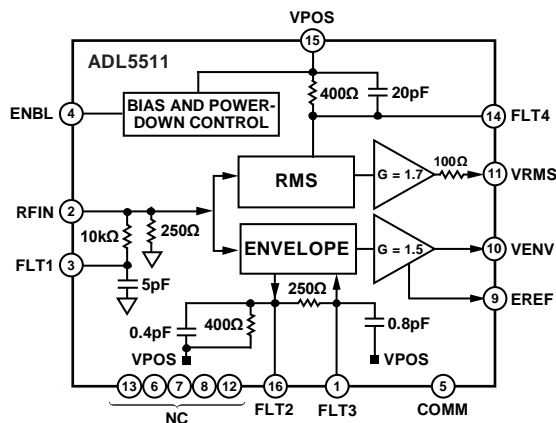 VPOS
15
ADL5511
400Ω
20pF
4
ENBL
BIAS AND POWER-
DOWN CONTROL
14
FLT4
100Ω
RMS
G = 1.7
11
VRMS
RFIN
2
10kΩ
250Ω
ENVELOPE
G = 1.5
10
VENV
FLT1
3
5pF
250Ω
9
EREF
0.4pF
400Ω
0.8pF
VPOS
VPOS
13
6
7
8
12
16
1
5
NC
FLT2
FLT3
COMM